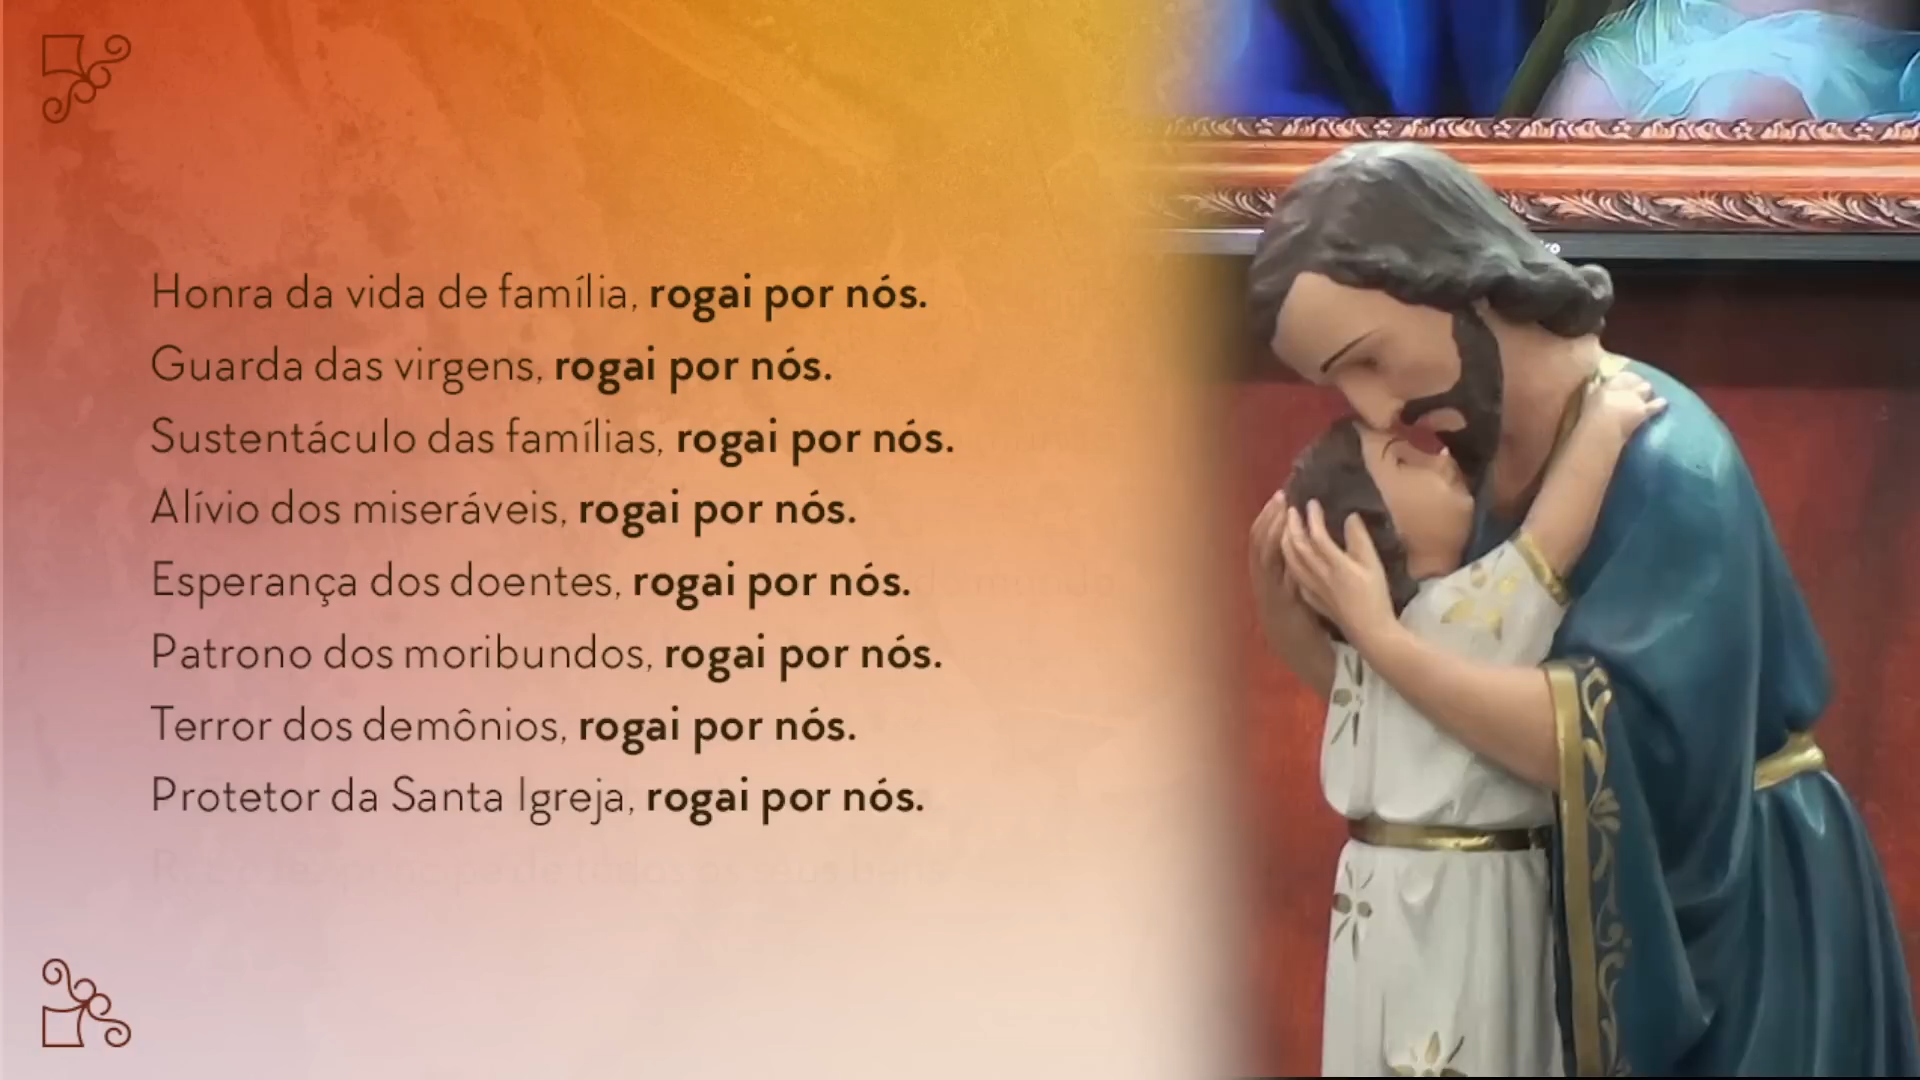 Honra da vida de família, rogai por nós.
Guarda das virgens, rogai por nós.
Sustentáculo das famílias, rogai por nós.
Alívio dos miseráveis, rogai por nós.
Esperança dos doentes, rogai por nós.
Patrono dos moribundos, rogai por nós.
Terror dos demônios, rogai por nós.
Protetor da Santa Igreja, rogai por nós.